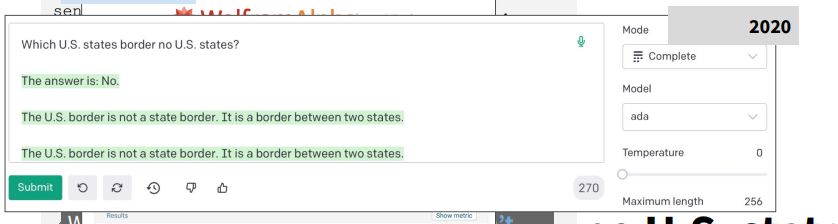 sen
WolframAlpha
2020
Which U.S. states border no U.S. states?
The answer is: No.
The U.S. border is not a state border. It is a border between two states.
The U.S. border is not a state border. It is a border between two states.
Mode
Complete
Model
ada
Temperature 0
Maximum length 256
Submit
270
Results
Show metric